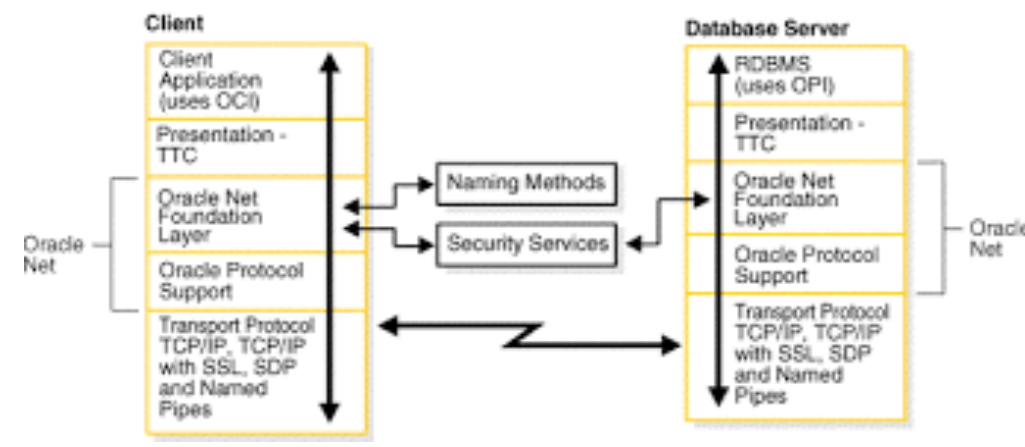 Client
Client
Application
(uses OCI)
Presentation -
TTC
Oracle Net
Foundation
Layer
Oracle Protocol
Support
Transport Protocol
TCP/IP, TCP/IP
with SSL, SDP
and Named
Pipes
Oracle
Net
Naming Methods
Security Services
Database Server
RDBMS
(uses OPI)
Presentation -
TTC
Oracle Net
Foundation
Layer
Oracle Protocol
Support
Transport Protocol
TCP/IP, TCP/IP
with SSL, SDP
and Named
Pipes
Oracle
Net